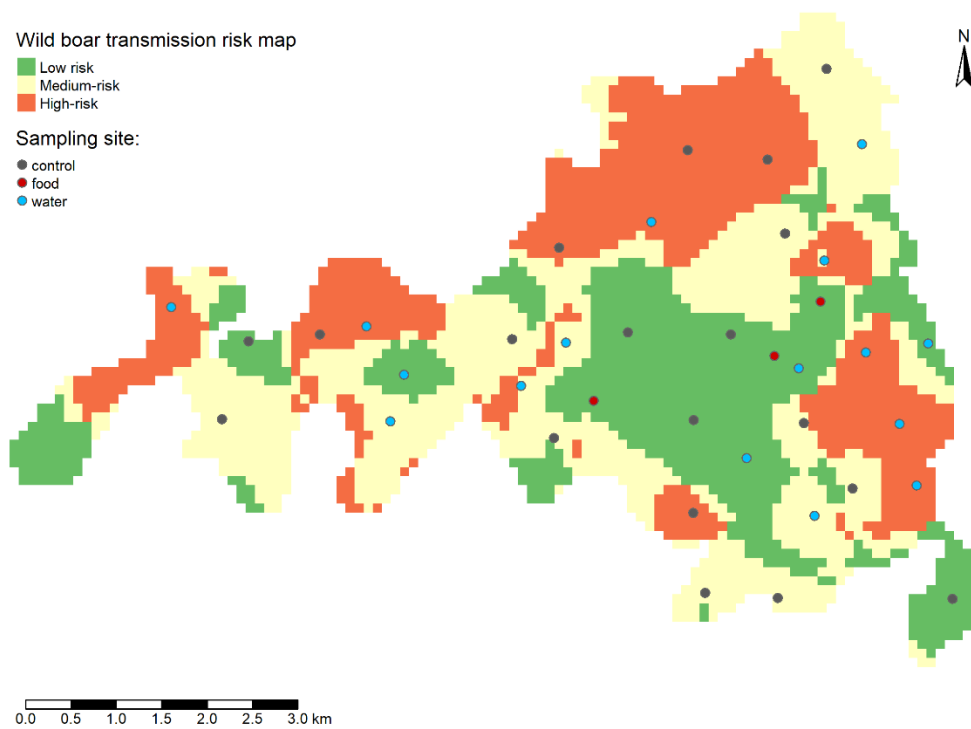 Wild boar transmission risk map
Low risk
Medium-risk
High-risk
Sampling site:
control
food
water
N
0.0 0.5 1.0 1.5 2.0 2.5 3.0 km